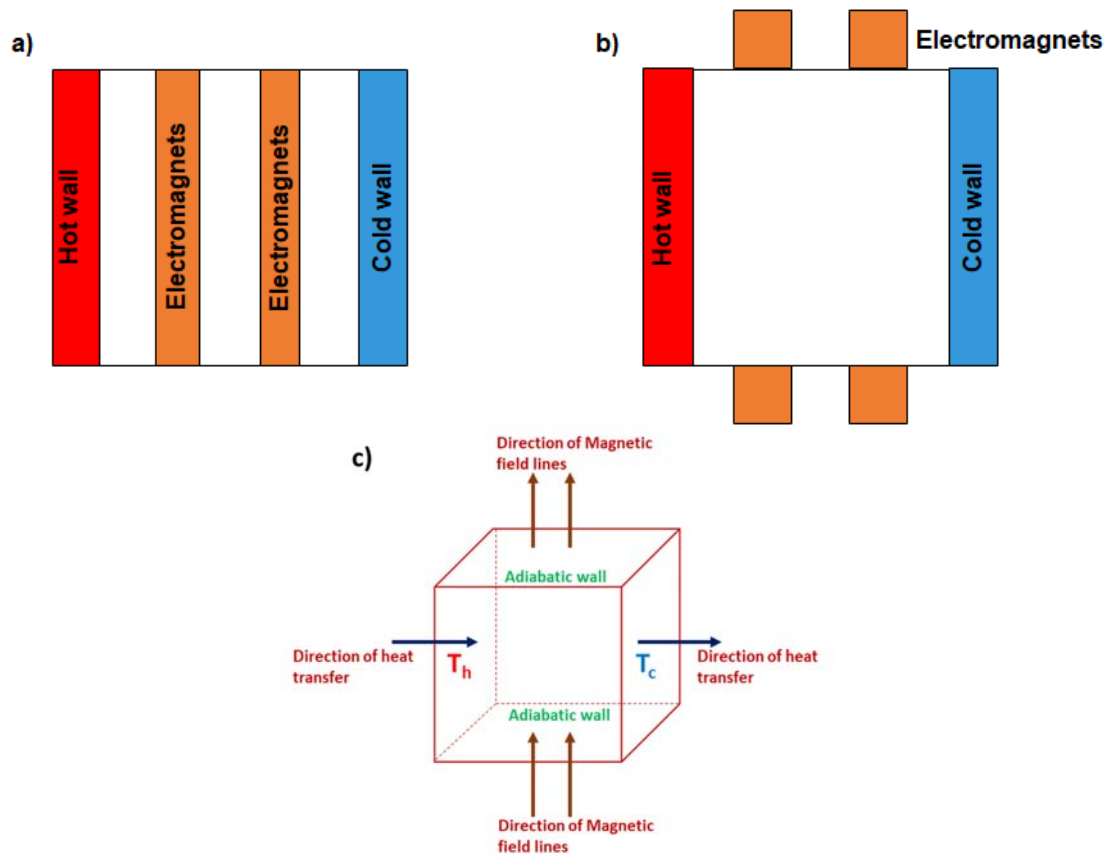 a)
Hot wall
Electromagnets
Electromagnets
Cold wall
b)
Electromagnets
Hot wall
Cold wall
c)
Direction of Magnetic
field lines
Adiabatic wall
Direction of heat
transfer
Th
Tc
Direction of heat
transfer
Adiabatic wall
Direction of Magnetic
field lines